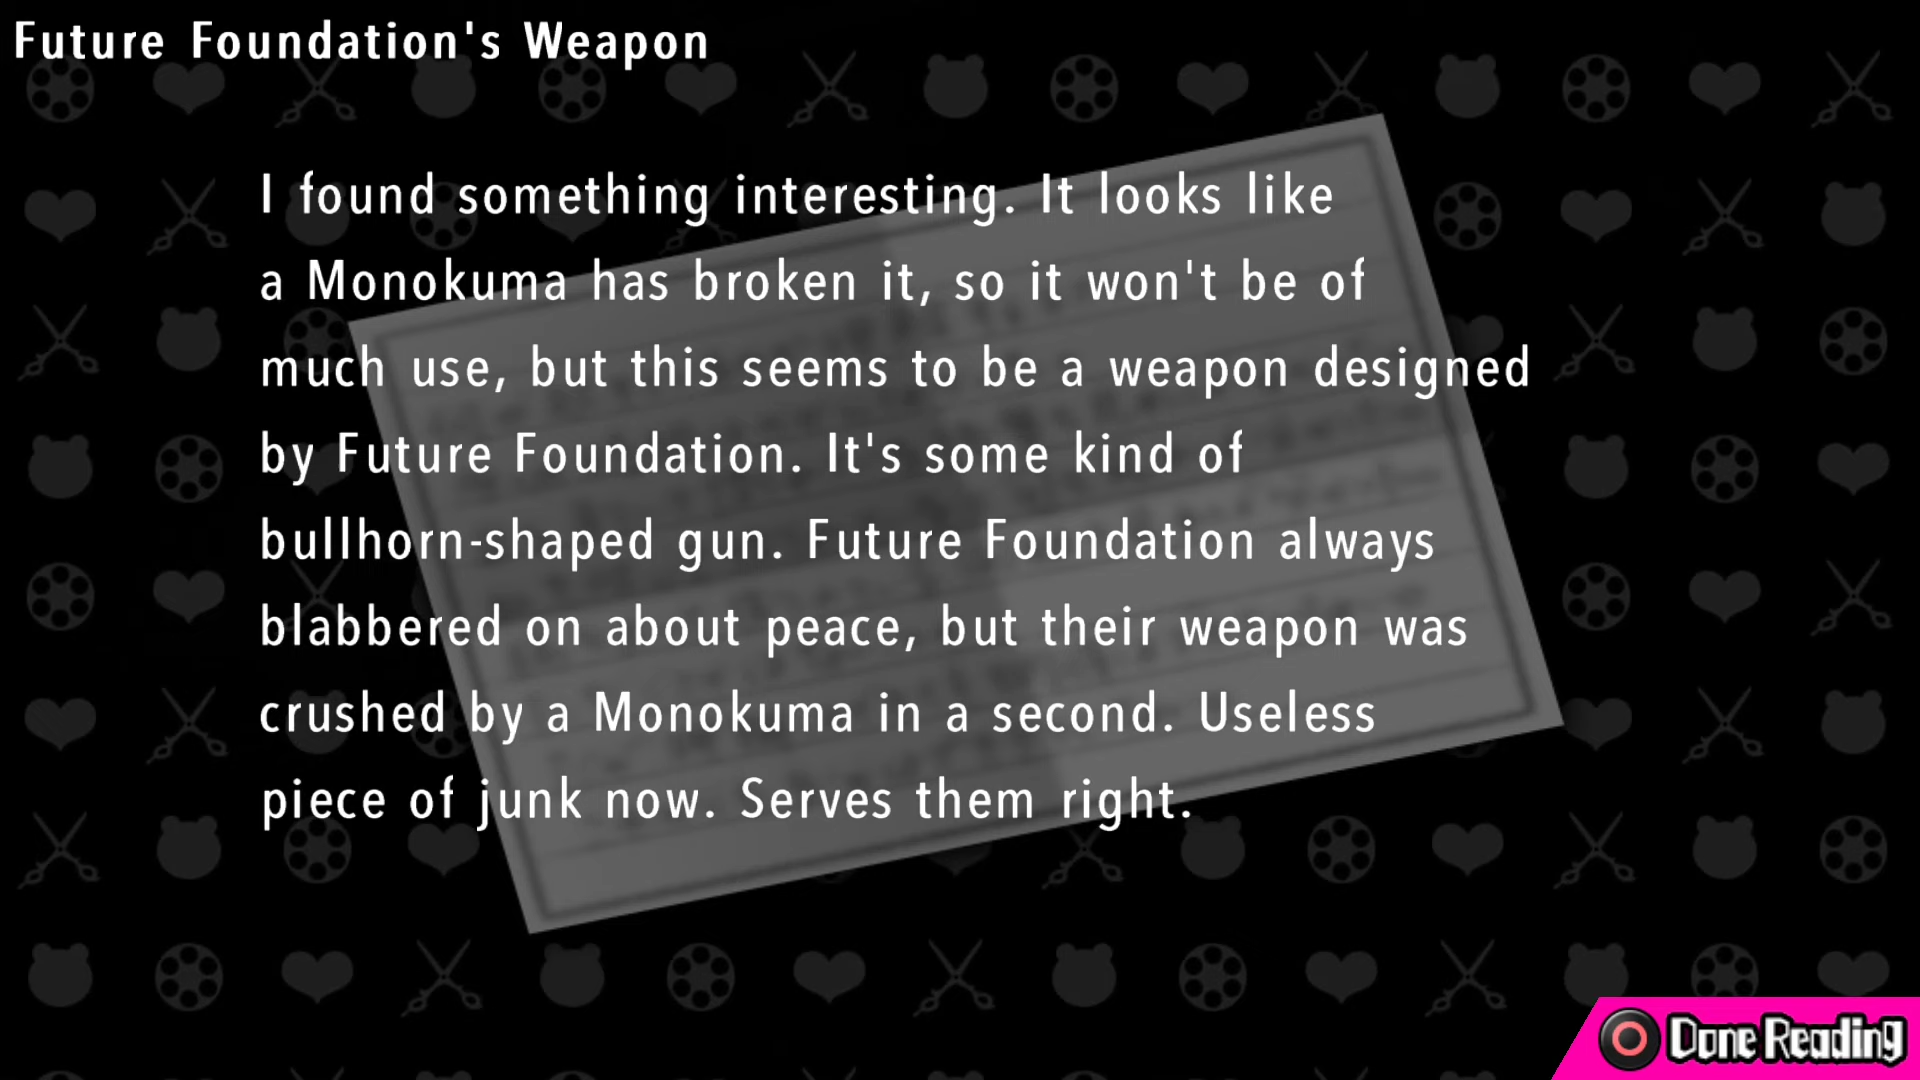 Future Foundation's Weapon
I found something interesting. It looks like
a Monokuma has broken it, so it won't be of
much use, but this seems to be a weapon designed
by Future Foundation. It's some kind of
bullhorn-shaped gun. Future Foundation always
blabbered on about peace, but their weapon was
crushed by a Monokuma in a second. Useless
piece of junk now. Serves them right.
Done Reading